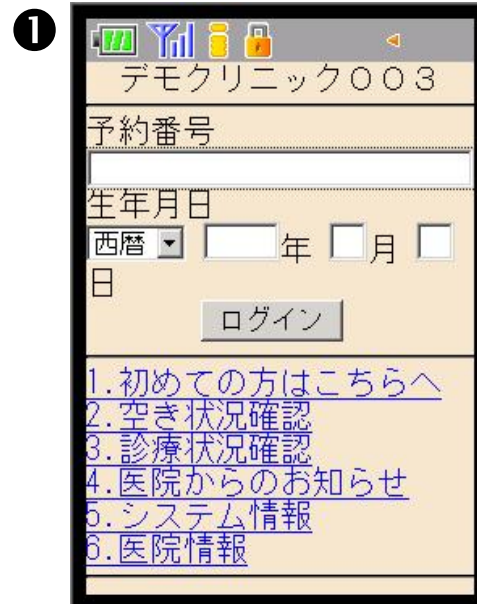 ❶
デモクリニック００３
予約番号
生年月日
西暦 年 月
日
ログイン
1.初めての方はこちらへ
2.空き状況確認
3.診療状況確認
4.医院からのお知らせ
5.システム情報
6.医院情報